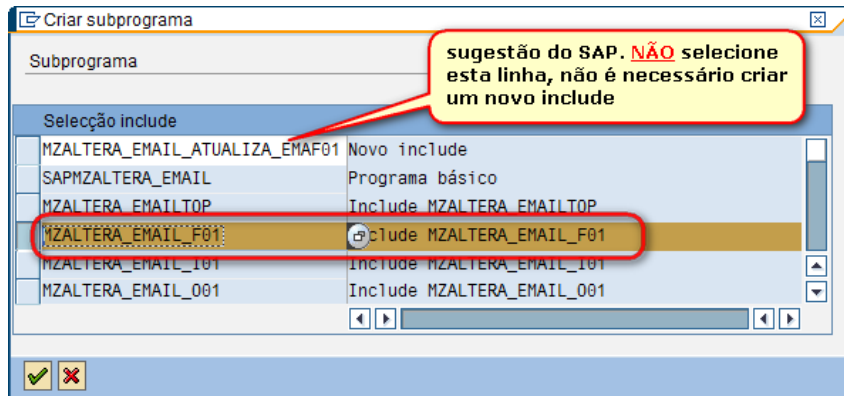 Criar subprograma
sugestão do SAP. NÃO selecione
esta linha, não é necessário criar
um novo include
Subprograma
Selecção include
MZALTERA_EMAIL_ATUALIZA_EMAF01 Novo include
SAPMZALTERA_EMAIL Programa básico
MZALTERA_EMAILTOP Include MZALTERA_EMAILTOP
MZALTERA_EMAIL_F01 clude MZALTERA_EMAIL_F01
MZALTERA_EMAIL_I01 Include MZALTERA_EMAIL_I01
MZALTERA_EMAIL_O01 Include MZALTERA_EMAIL_O01